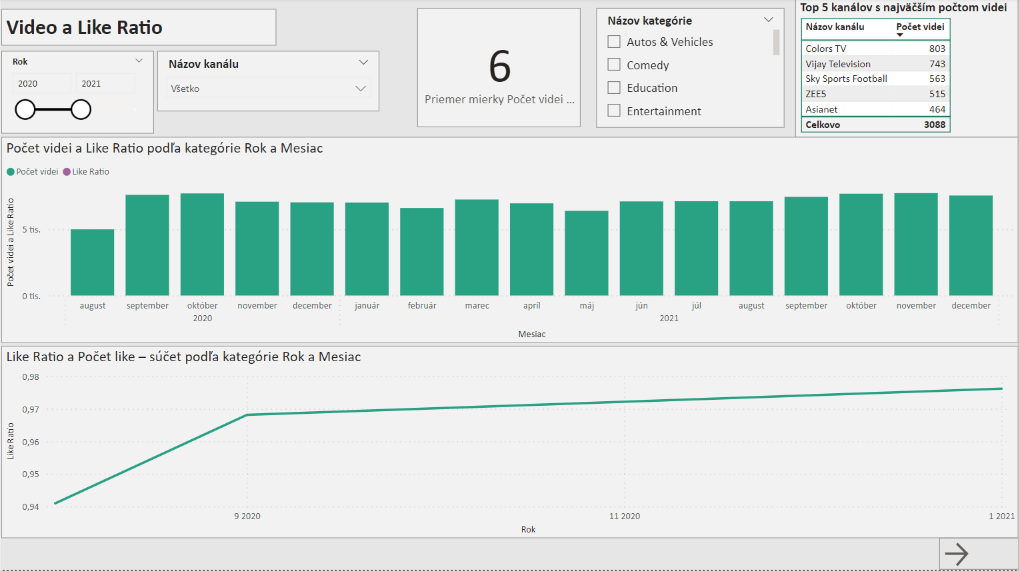 Video a Like Ratio
Rok
2020 2021
Názov kanálu
Všetko
6
Priemer mierky Počet videi ...
Názov kategórie
Autos & Vehicles
Comedy
Education
Entertainment
Top 5 kanálov s najväčším počtom videi
Názov kanálu Počet videi
Colors TV 803
Vijay Television 743
Sky Sports Football 563
ZEE5 515
Asianet 464
Celkovo 3088
Počet videi a Like Ratio podľa kategórie Rok a Mesiac
Počet videi Like Ratio
Počet videi a Like Ratio
5 tis.
0 tis.
august september október november december január február marec apríl máj jún júl august september október november december
2020 2021
Mesiac
Like Ratio a Počet like – súčet podľa kategórie Rok a Mesiac
Like Ratio
0,98
0,97
0,96
0,95
0,94
9 2020 11 2020 1 2021
Rok